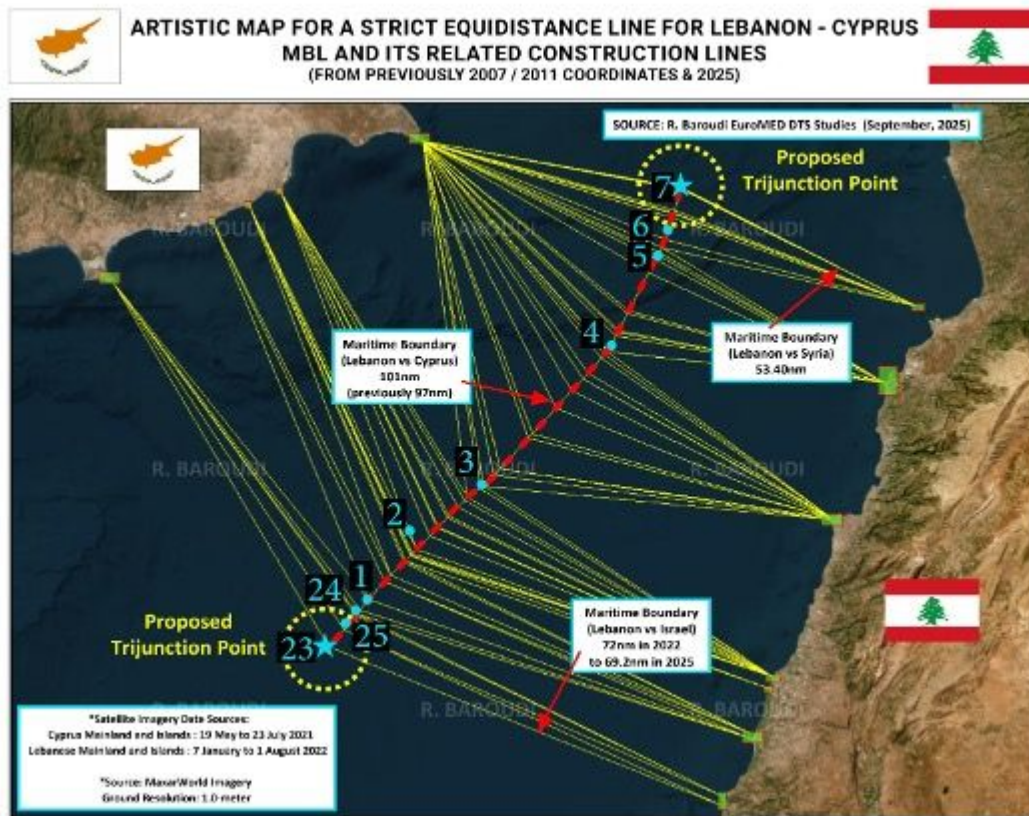 ARTISTIC MAP FOR A STRICT EQUIDISTANCE LINE FOR LEBANON - CYPRUS
MBL AND ITS RELATED CONSTRUCTION LINES
(FROM PREVIOUSLY 2007 / 2011 COORDINATES & 2025)
SOURCE: R. Baroudi EuroMED DTS Studies (September, 2025)
Proposed
Trijunction Point
7
6
5
R. BAROUDI
R. BAROUDI
R. BAROUDI
4
Maritime Boundary
(Lebanon vs Cyprus)
101nm
(previously 97nm)
Maritime Boundary
(Lebanon vs Syria)
53.40nm
3
R. BAROUDI
R. BAROUDI
R. BAROUDI
2
1
24
25
23
Proposed
Trijunction Point
Maritime Boundary
(Lebanon vs Israel)
72nm in 2022
to 69.2nm in 2025
R. BAROUDI
R. BAROUDI
*Satellite Imagery Data Sources:
Cyprus Mainland and Islands : 19 May to 23 July 2021
Lebanese Mainland and Islands : 7 January to 1 August 2022
*Source: MaxarWorld Imagery
Ground Resolution: 1.0-meter